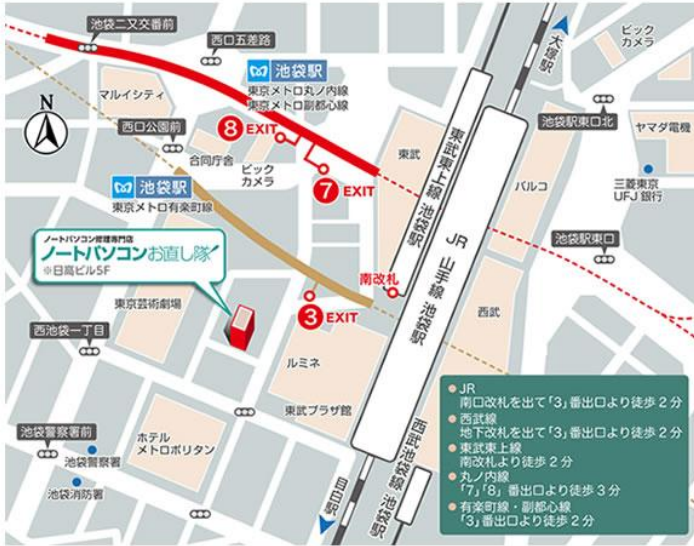 池袋二又交番前
西口五差路
池袋駅
東京メトロ丸ノ内線
東京メトロ副都心線
マルイシティ
N
西口公園前
8 EXIT
合同庁舎
ビック
カメラ
7 EXIT
池袋駅
東京メトロ有楽町線
ノートパソコン修理専門店
ノートパソコンお直し隊
※日高ビル5F
東京芸術劇場
3 EXIT
西池袋一丁目
ルミネ
東武プラザ館
池袋警察署前
池袋警察署
池袋消防署
ホテル
メトロポリタン
目白駅
東武
東武東上線 池袋駅
JR 山手線 池袋駅
南改札
西武池袋線 池袋駅
大塚駅
ビック
カメラ
池袋駅東口北
ヤマダ電機
パルコ
三菱東京
UFJ 銀行
池袋駅東口
西武
JR
南口改札を出て「3」番出口より徒歩 2 分
西武線
地下改札を出て「3」番出口より徒歩 2 分
東武東上線
南改札より徒歩 2 分
丸ノ内線
「7」「8」 番出口より徒歩 3 分
有楽町線・副都心線
「3」番出口より徒歩 2 分